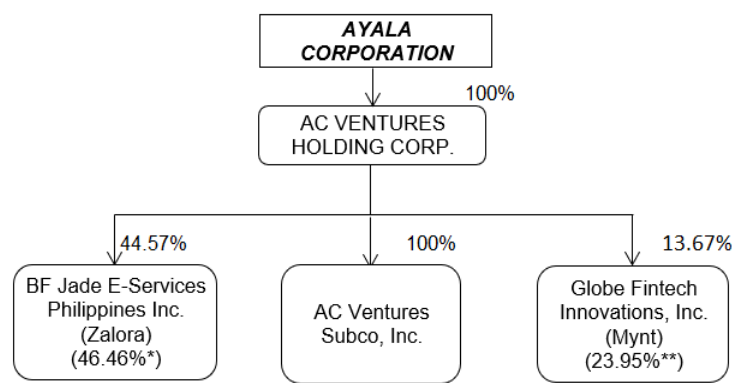 AYALA
CORPORATION
100%
AC VENTURES
HOLDING CORP.
44.57%
100%
13.67%
BF Jade E-Services
Philippines Inc.
(Zalora)
(46.46%*)
AC Ventures
Subco, Inc.
Globe Fintech
Innovations, Inc.
(Mynt)
(23.95%**)